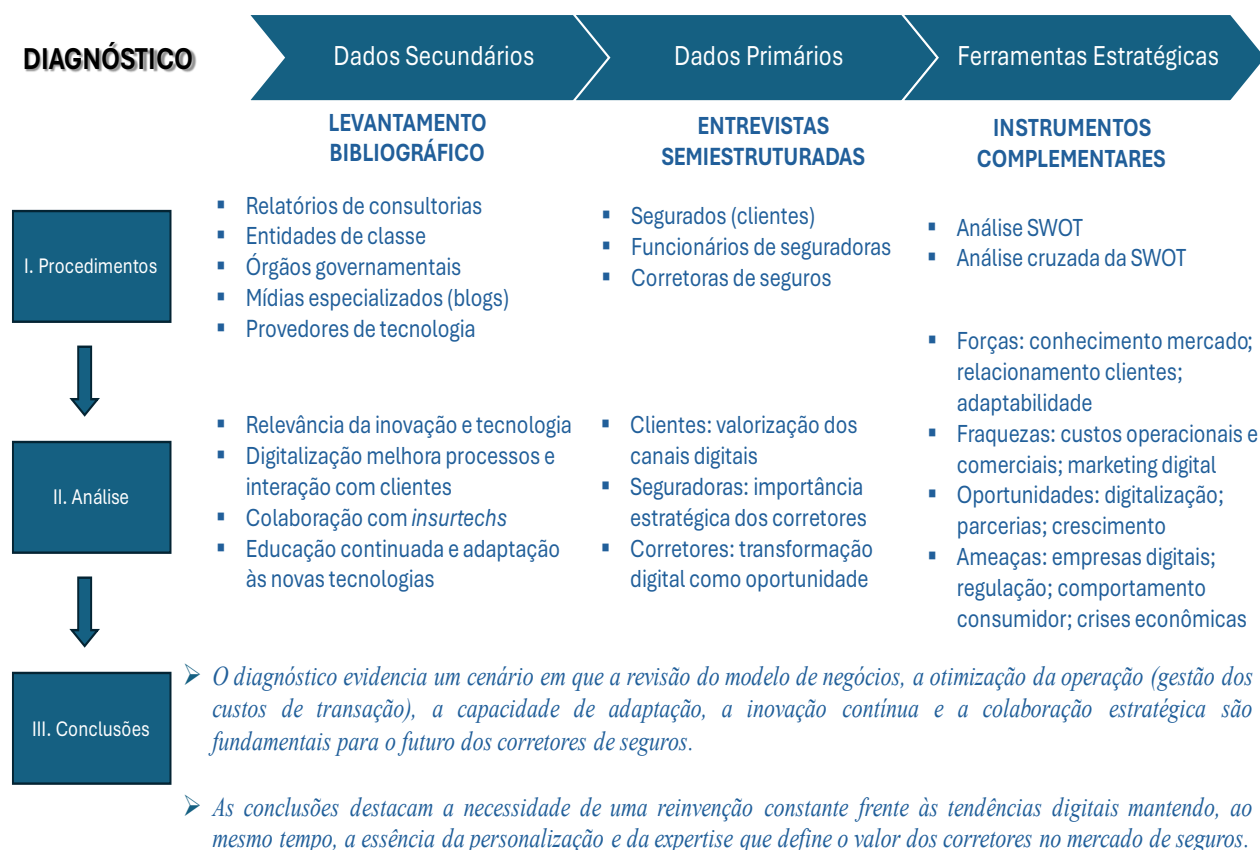 DIAGNÓSTICO
Dados Secundários
Dados Primários
Ferramentas Estratégicas
LEVANTAMENTO
BIBLIOGRÁFICO
ENTREVISTAS
SEMIESTRUTURADAS
INSTRUMENTOS
COMPLEMENTARES
I. Procedimentos
▪ Relatórios de consultorias
▪ Entidades de classe
▪ Órgãos governamentais
▪ Mídias especializados (blogs)
▪ Provedores de tecnologia
▪ Segurados (clientes)
▪ Funcionários de seguradoras
▪ Corretoras de seguros
▪ Análise SWOT
▪ Análise cruzada da SWOT
II. Análise
▪ Relevância da inovação e tecnologia
▪ Digitalização melhora processos e
interação com clientes
▪ Colaboração com insurtechs
▪ Educação continuada e adaptação
às novas tecnologias
▪ Clientes: valorização dos
canais digitais
▪ Seguradoras: importância
estratégica dos corretores
▪ Corretores: transformação
digital como oportunidade
▪ Forças: conhecimento mercado;
relacionamento clientes;
adaptabilidade
▪ Fraquezas: custos operacionais e
comerciais; marketing digital
▪ Oportunidades: digitalização;
parcerias; crescimento
▪ Ameaças: empresas digitais;
regulação; comportamento
consumidor; crises econômicas
III. Conclusões
➢ O diagnóstico evidencia um cenário em que a revisão do modelo de negócios, a otimização da operação (gestão dos
custos de transação), a capacidade de adaptação, a inovação contínua e a colaboração estratégica são
fundamentais para o futuro dos corretores de seguros.
➢ As conclusões destacam a necessidade de uma reinvenção constante frente às tendências digitais mantendo, ao
mesmo tempo, a essência da personalização e da expertise que define o valor dos corretores no mercado de seguros.